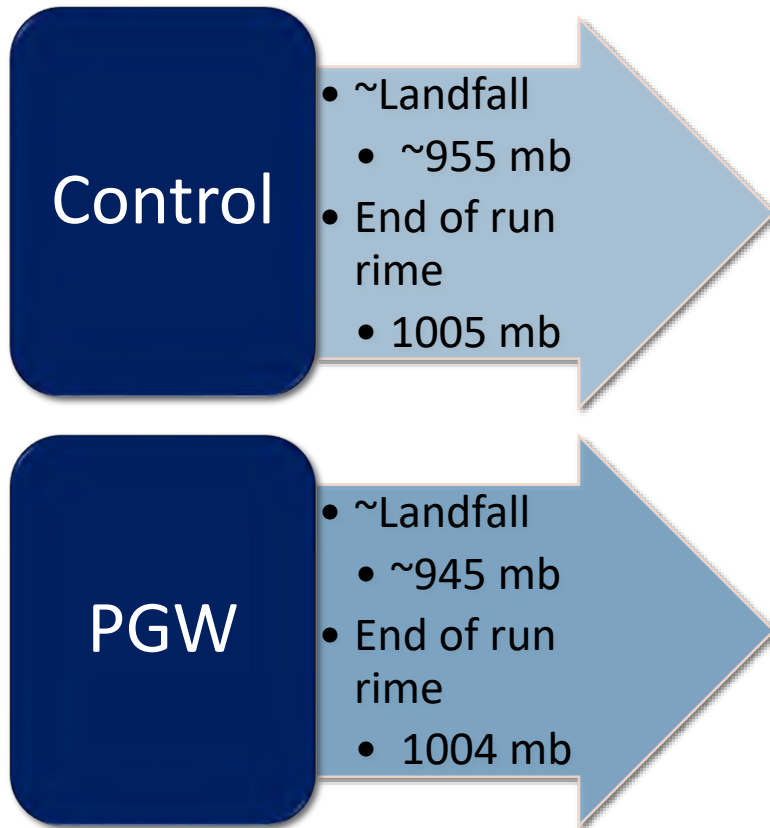 Control
• ~Landfall
• ~955 mb
• End of run
rime
• 1005 mb
PGW
• ~Landfall
• ~945 mb
• End of run
rime
• 1004 mb